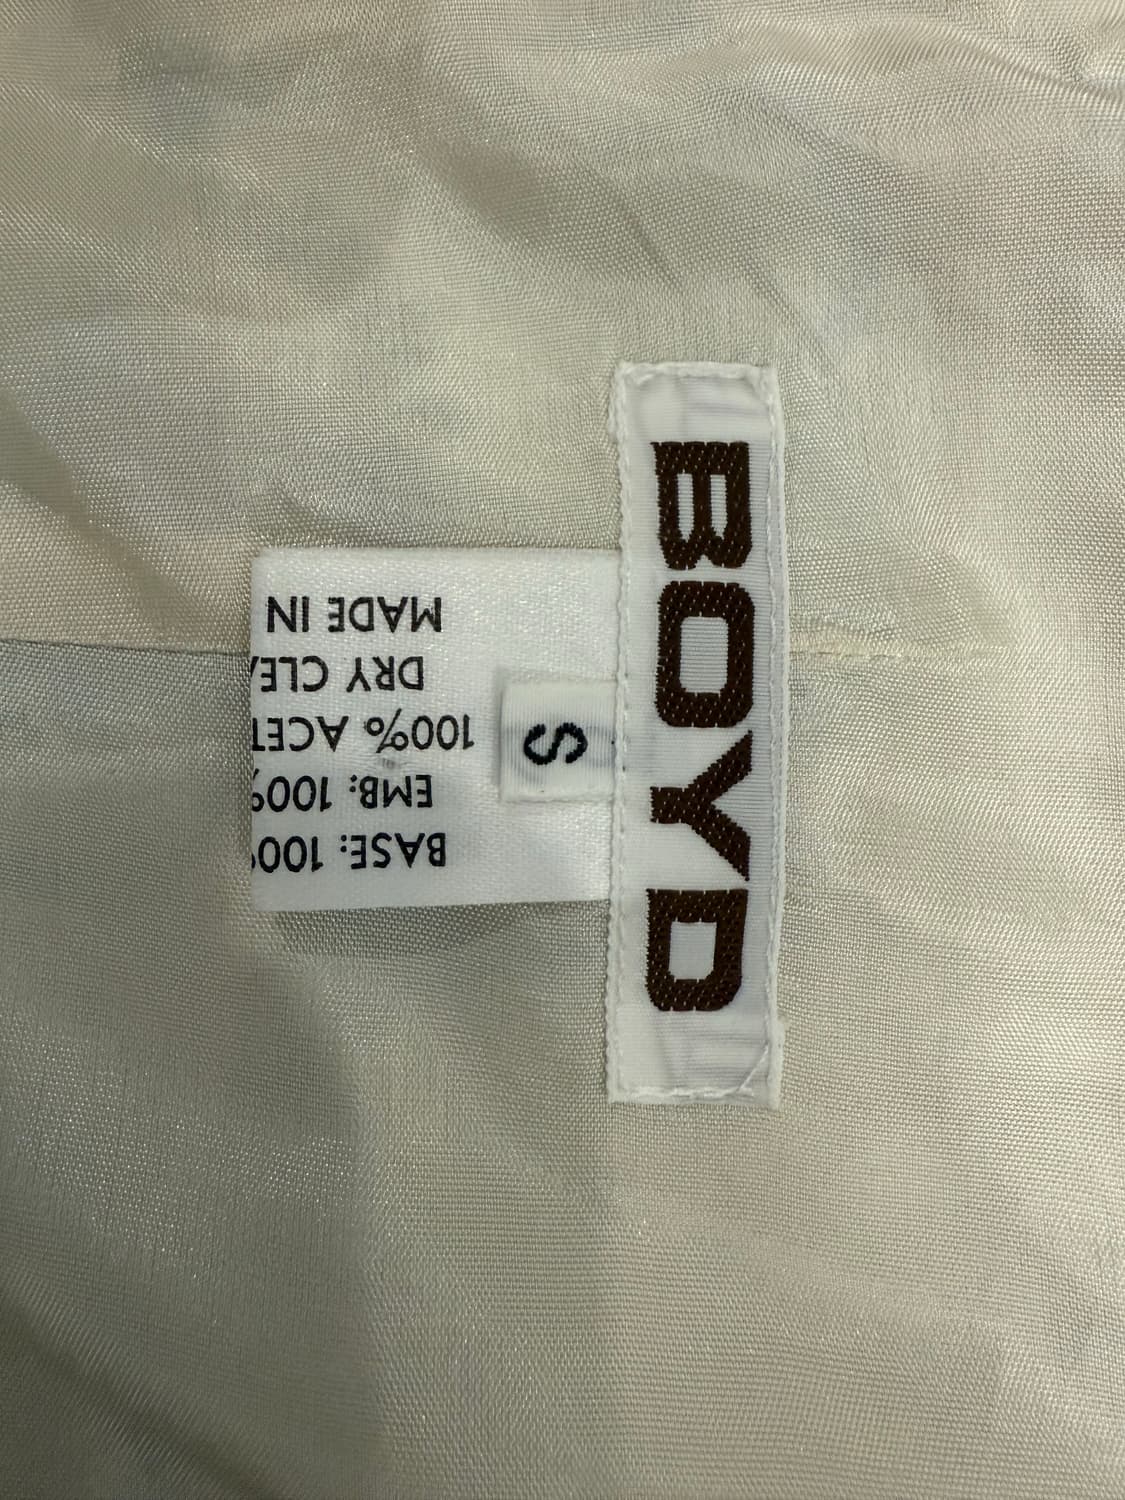 BOYD
S
BASE: 100%
EMB: 100%
100% ACET
DRY CLEA
MADE IN